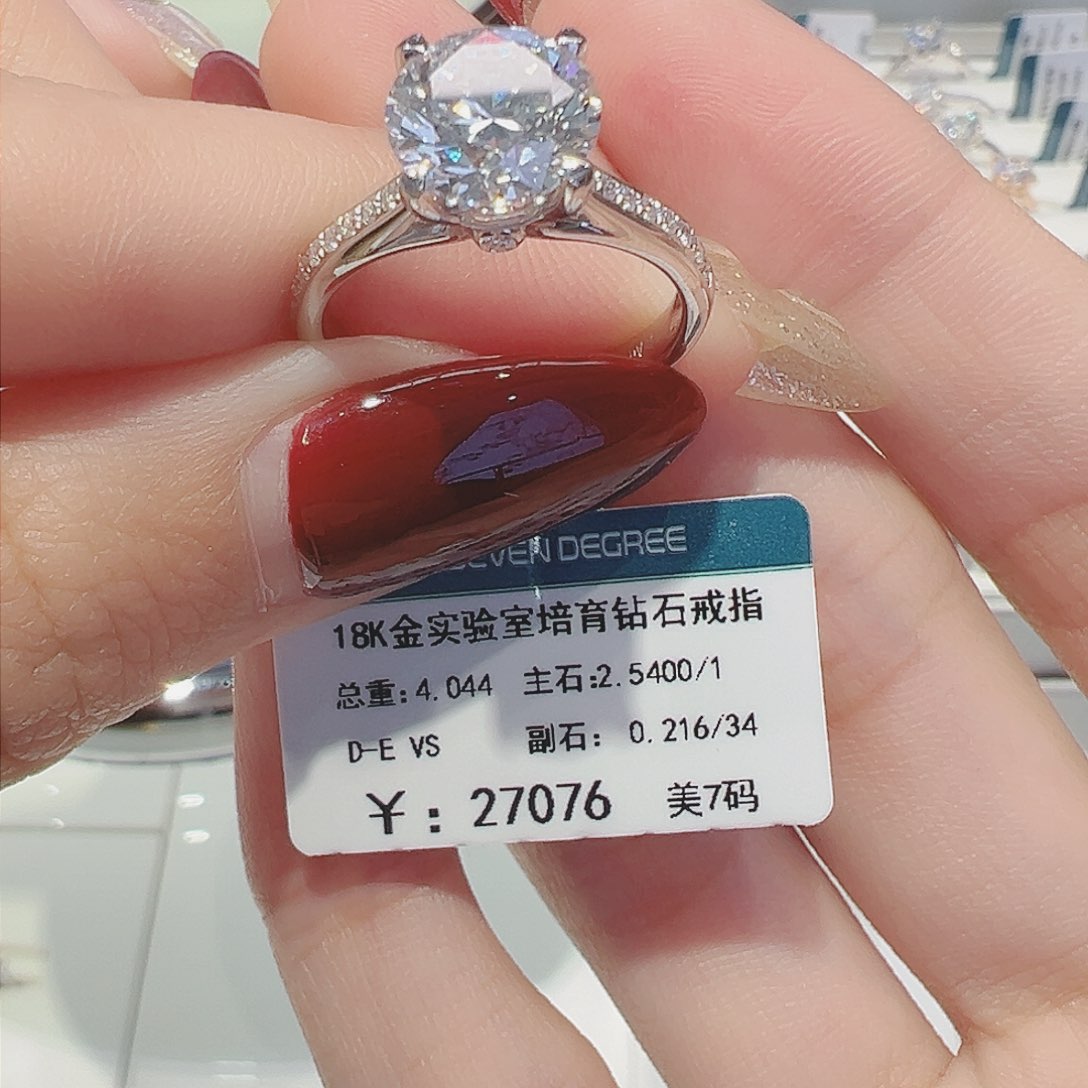 SEVEN DEGREE
18K金实验室培育钻石戒指
总重:4.044 主石:2.5400/1
D-E VS 副石: 0.216/34
¥: 27076 美7码